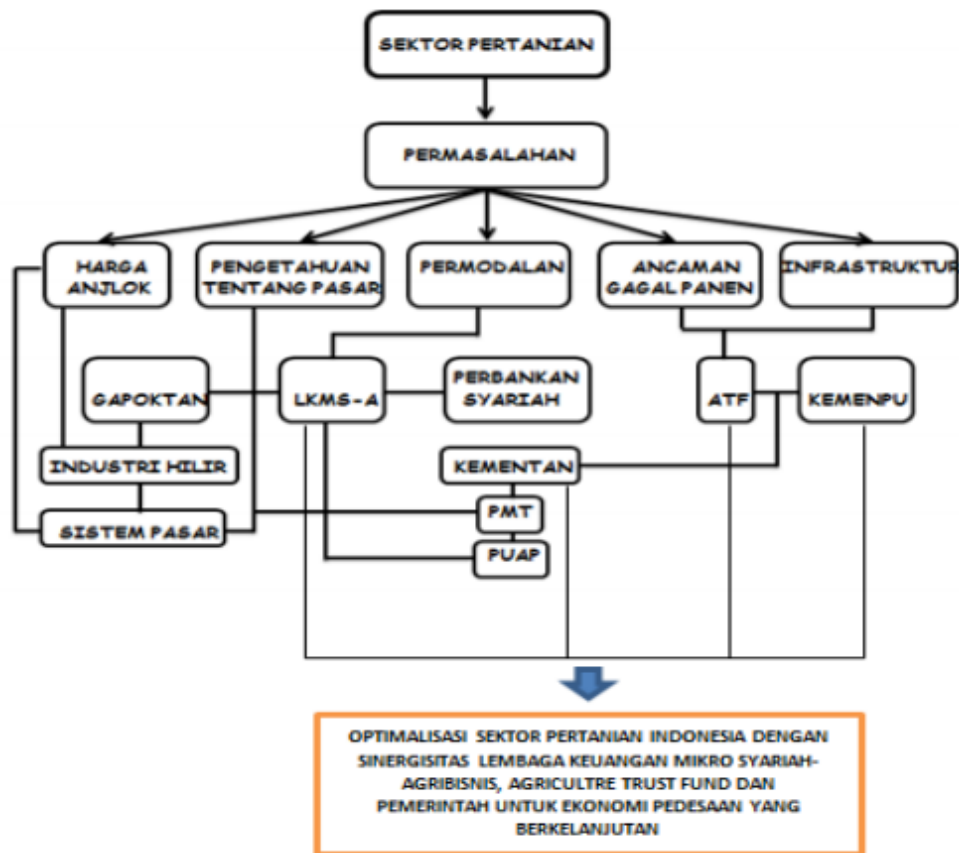 SEKTOR PERTANIAN
PERMASALAHAN
HARGA
ANJLOK
PENGETAHUAN
TENTANG PASAR
PERMODALAN
ANCAMAN
GAGAL PANEN
INFRASTRUKTUR
GAPOKTAN
LKMS-A
PERBANKAN
SYARIAH
ATF
KEMENPU
INDUSTRI HILIR
KEMENTAN
SISTEM PASAR
PMT
PUAP
OPTIMALISASI SEKTOR PERTANIAN INDONESIA DENGAN
SINERGISITAS LEMBAGA KEUANGAN MIKRO SYARIAH-
AGRIBISNIS, AGRICULTRE TRUST FUND DAN
PEMERINTAH UNTUK EKONOMI PEDESAAN YANG
BERKELANJUTAN